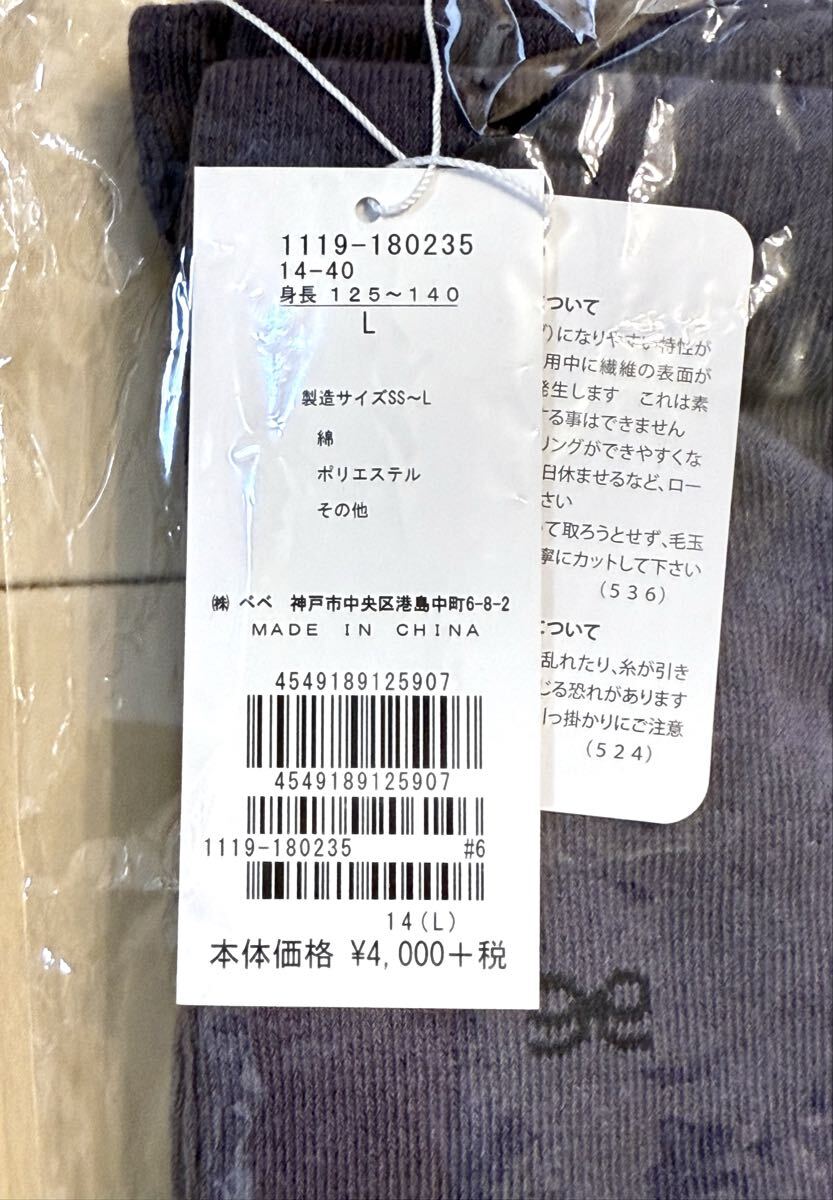 1119-180235
14-40
身長 125～140
L
製造サイズSS～L
綿
ポリエステル
その他
㈱ べべ 神戸市中央区港島中町6-8-2
MADE IN CHINA
4549189125907
4549189125907
1119-180235 #6
14(L)
本体価格 ¥4,000+税
について
)になりやすい特性が
用中に繊維の表面が
発生します これは素
する事はできません
リングができやすくな
日休ませるなど、ロー
さい
て取ろうとせず、毛玉
寧にカットして下さい
(536)
について
乱れたり、糸が引き
じる恐れがあります
引っ掛かりにご注意
(524)